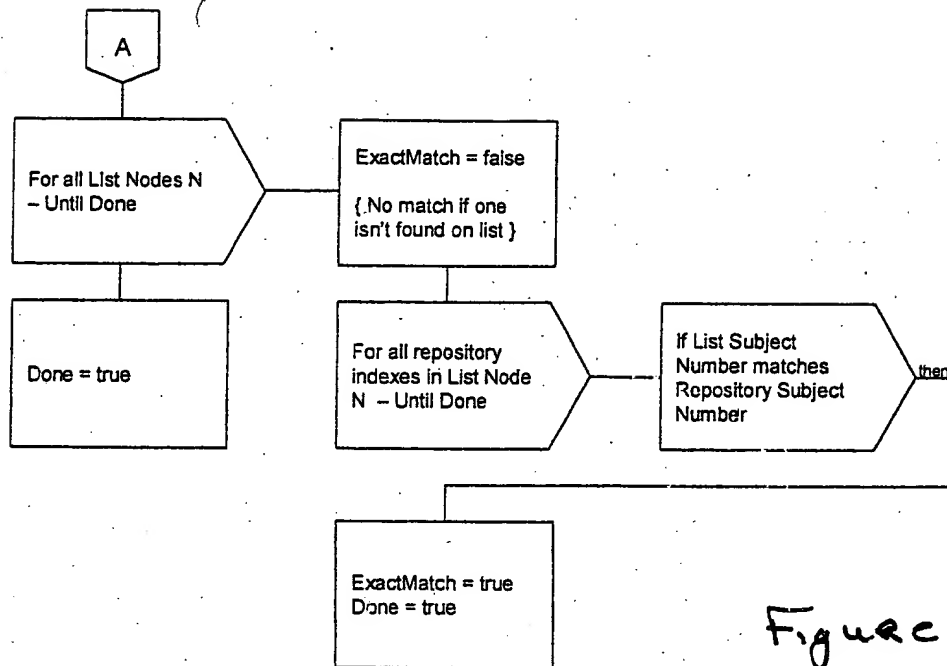 A
For all List Nodes N
– Until Done
ExactMatch = false
{ No match if one
isn't found on list }
Done = true
For all repository
indexes in List Node
N – Until Done
If List Subject
Number matches
Repository Subject
Number
then
ExactMatch = true
Done = true
Figure